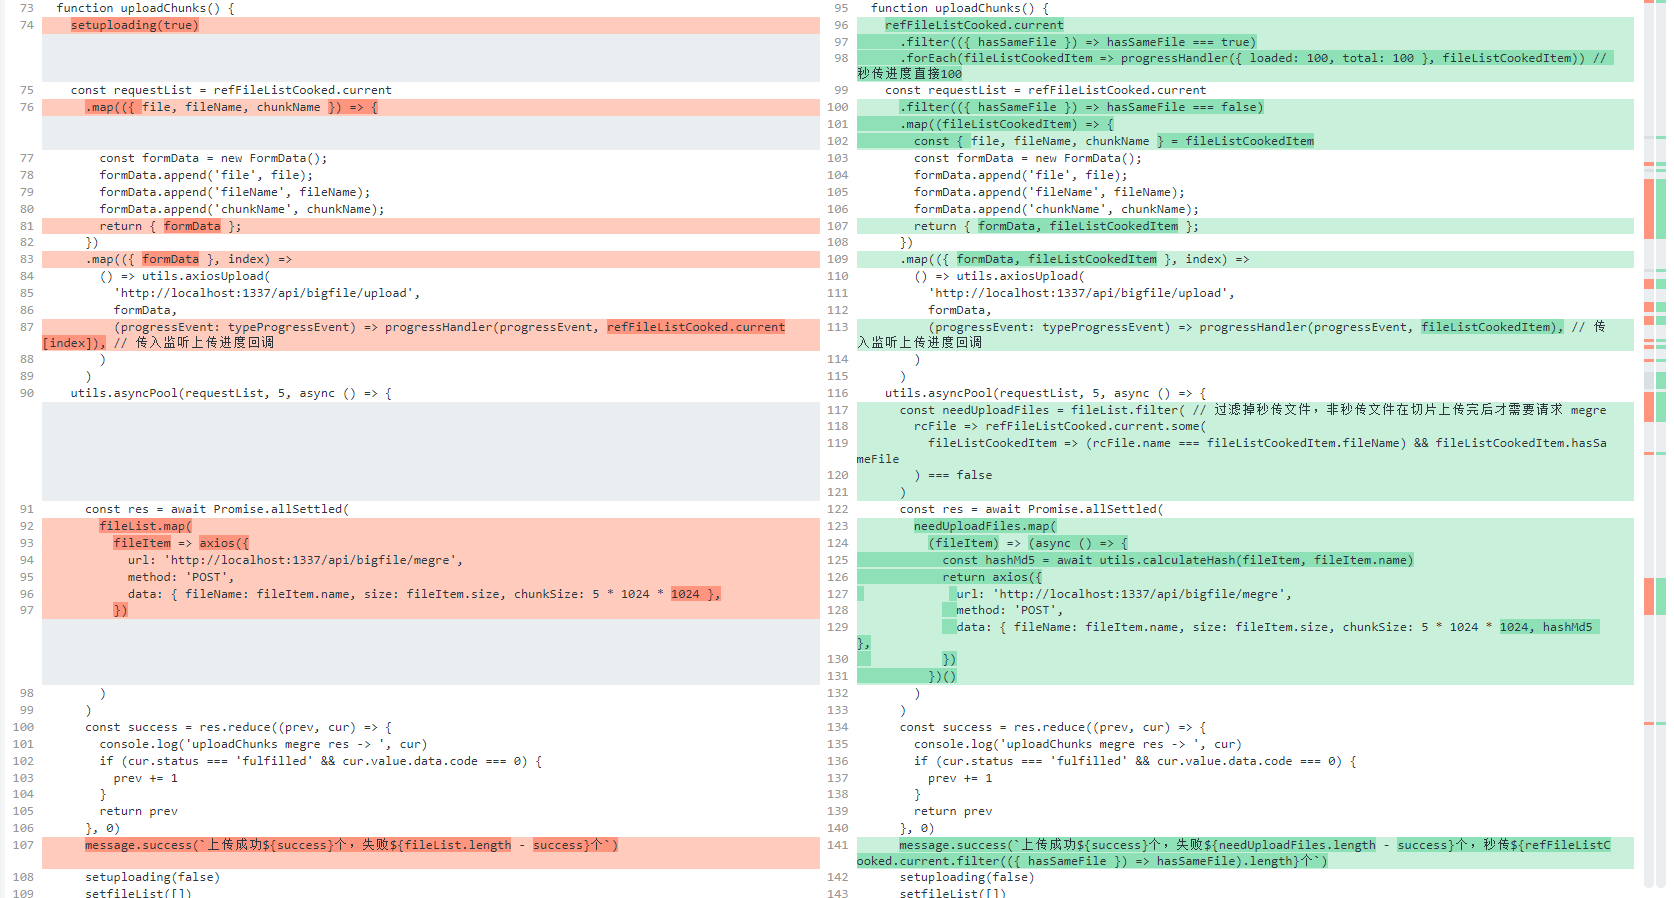 73 function uploadChunks() {
74 setuploading(true)
75 const requestList = refFileListCooked.current
76 .map(({ file, fileName, chunkName }) => {
77 const formData = new FormData();
78 formData.append('file', file);
79 formData.append('fileName', fileName);
80 formData.append('chunkName', chunkName);
81 return { formData };
82 })
83 .map(({ formData }, index) =>
84 () => utils.axiosUpload(
85 'http://localhost:1337/api/bigfile/upload',
86 formData,
87 (progressEvent: typeProgressEvent) => progressHandler(progressEvent, refFileListCooked.current
[index]), // 传入监听上传进度回调
88 )
89 )
90 utils.asyncPool(requestList, 5, async () => {
91 const res = await Promise.allSettled(
92 fileList.map(
93 fileItem => axios({
94 url: 'http://localhost:1337/api/bigfile/megre',
95 method: 'POST',
96 data: { fileName: fileItem.name, size: fileItem.size, chunkSize: 5 * 1024 * 1024 },
97 })
98 )
99 )
100 const success = res.reduce((prev, cur) => {
101 console.log('uploadChunks megre res -> ', cur)
102 if (cur.status === 'fulfilled' && cur.value.data.code === 0) {
103 prev += 1
104 }
105 return prev
106 }, 0)
107 message.success(`上传成功${success}个，失败${fileList.length - success}个`)
108 setuploading(false)
109 setfileList([])
95 function uploadChunks() {
96 refFileListCooked.current
97 .filter(({ hasSameFile }) => hasSameFile === true)
98 .forEach(fileListCookedItem => progressHandler({ loaded: 100, total: 100 }, fileListCookedItem)) //
秒传进度直接100
99 const requestList = refFileListCooked.current
100 .filter(({ hasSameFile }) => hasSameFile === false)
101 .map((fileListCookedItem) => {
102 const { file, fileName, chunkName } = fileListCookedItem
103 const formData = new FormData();
104 formData.append('file', file);
105 formData.append('fileName', fileName);
106 formData.append('chunkName', chunkName);
107 return { formData, fileListCookedItem };
108 })
109 .map(({ formData, fileListCookedItem }, index) =>
110 () => utils.axiosUpload(
111 'http://localhost:1337/api/bigfile/upload',
112 formData,
113 (progressEvent: typeProgressEvent) => progressHandler(progressEvent, fileListCookedItem), // 传
入监听上传进度回调
114 )
115 )
116 utils.asyncPool(requestList, 5, async () => {
117 const needUploadFiles = fileList.filter( // 过滤掉秒传文件，非秒传文件在切片上传完后才需要请求 megre
118 rcFile => refFileListCooked.current.some(
119 fileListCookedItem => (rcFile.name === fileListCookedItem.fileName) && fileListCookedItem.hasSa
meFile
120 ) === false
121 )
122 const res = await Promise.allSettled(
123 needUploadFiles.map(
124 (fileItem) => (async () => {
125 const hashMd5 = await utils.calculateHash(fileItem, fileItem.name)
126 return axios({
127 url: 'http://localhost:1337/api/bigfile/megre',
128 method: 'POST',
129 data: { fileName: fileItem.name, size: fileItem.size, chunkSize: 5 * 1024 * 1024, hashMd5
},
130 })
131 })()
132 )
133 )
134 const success = res.reduce((prev, cur) => {
135 console.log('uploadChunks megre res -> ', cur)
136 if (cur.status === 'fulfilled' && cur.value.data.code === 0) {
137 prev += 1
138 }
139 return prev
140 }, 0)
141 message.success(`上传成功${success}个，失败${needUploadFiles.length - success}个，秒传${refFileListC
ooked.current.filter(({ hasSameFile }) => hasSameFile).length}个`)
142 setuploading(false)
143 setfileList([])